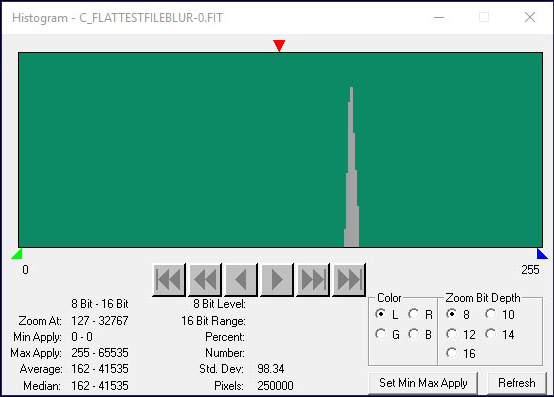 Histogram - C_FLATTESTFILEBLUR-0.FIT
0 255
8 Bit - 16 Bit 8 Bit Level:
Zoom At: 127 - 32767 16 Bit Range:
Min Apply: 0 - 0 Percent:
Max Apply: 255 - 65535 Number:
Average: 162 - 41535 Std. Dev: 98.34
Median: 162 - 41535 Pixels: 250000
Color Zoom Bit Depth
L R 8 10
G B 12 14
16
Set Min Max Apply Refresh